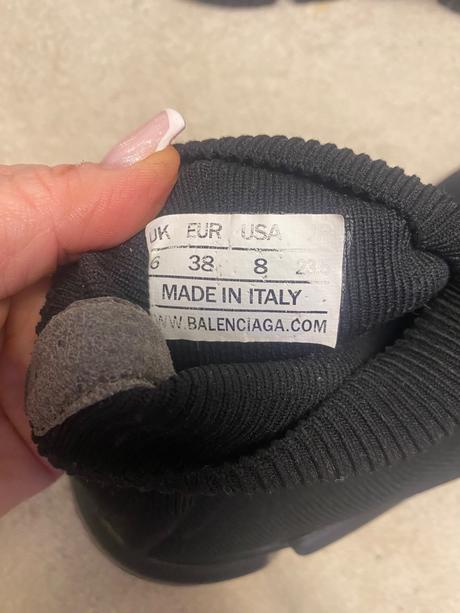 UK EUR USA
6 38 8
MADE IN ITALY
WWW.BALENCIAGA.COM